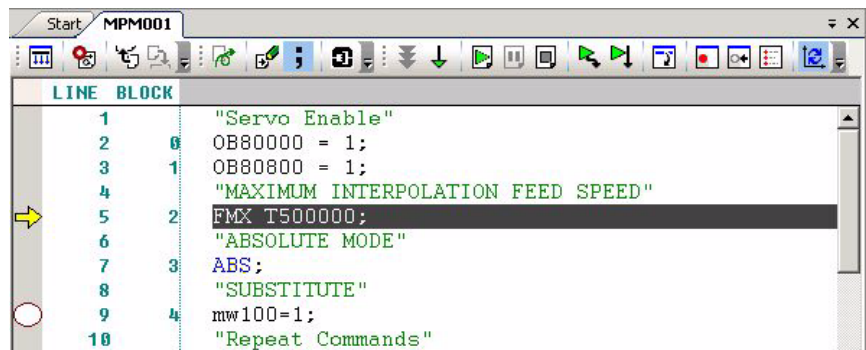 Start MPM001
LINE BLOCK
1 "Servo Enable"
2 0 OB80000 = 1;
3 1 OB80800 = 1;
4 "MAXIMUM INTERPOLATION FEED SPEED"
5 2 FMX T500000;
6 "ABSOLUTE MODE"
7 3 ABS;
8 "SUBSTITUTE"
9 4 mw100=1;
10 "Repeat Commands"